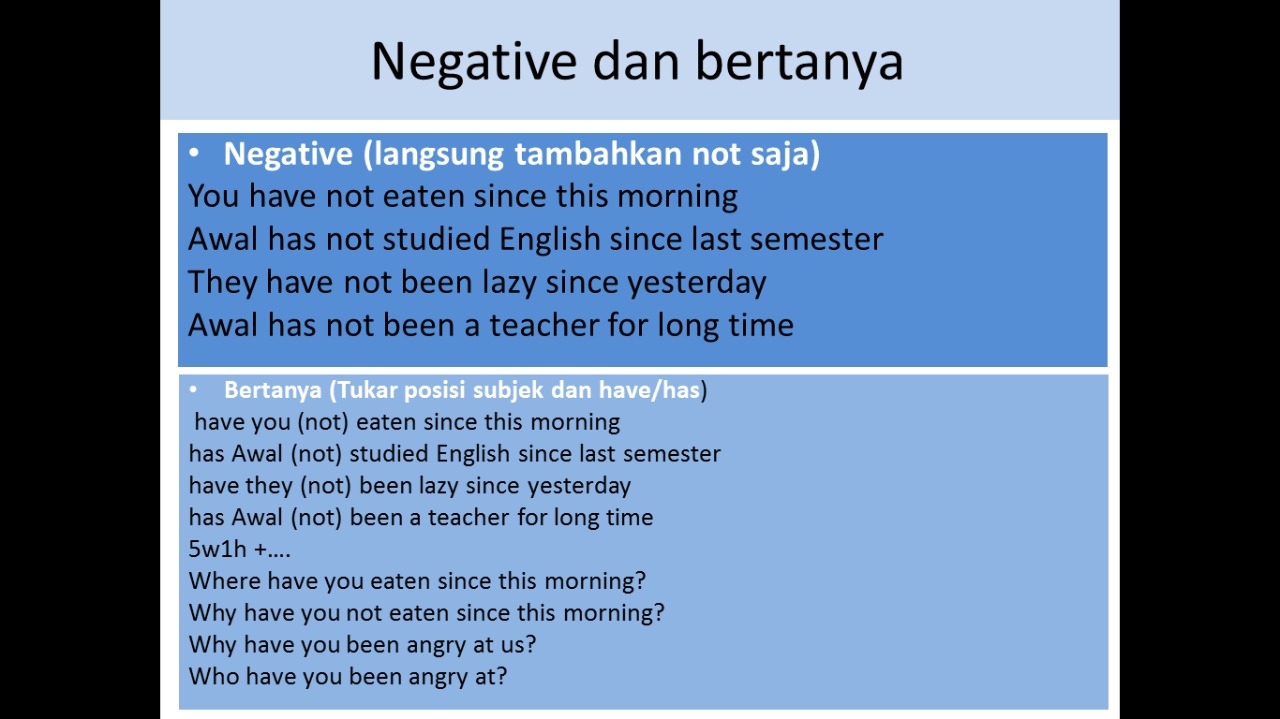 Negative dan bertanya
• Negative (langsung tambahkan not saja)
You have not eaten since this morning
Awal has not studied English since last semester
They have not been lazy since yesterday
Awal has not been a teacher for long time
• Bertanya (Tukar posisi subjek dan have/has)
have you (not) eaten since this morning
has Awal (not) studied English since last semester
have they (not) been lazy since yesterday
has Awal (not) been a teacher for long time
5w1h +....
Where have you eaten since this morning?
Why have you not eaten since this morning?
Why have you been angry at us?
Who have you been angry at?